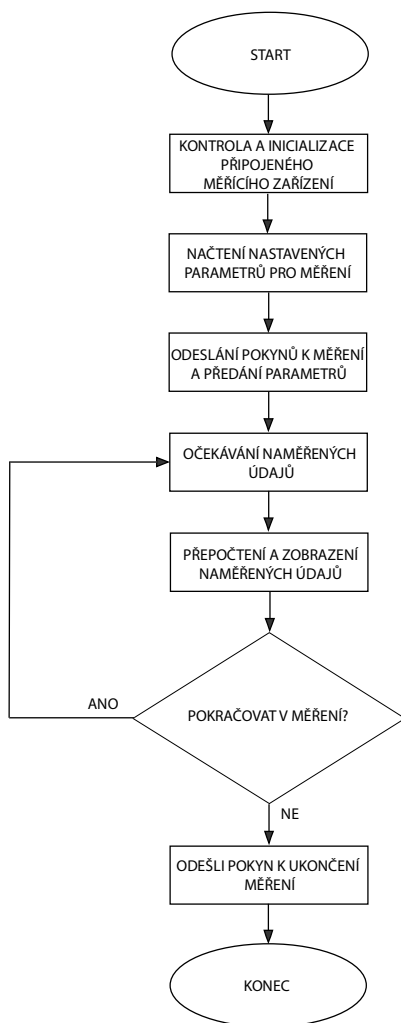 START
KONTROLA A INICIALIZACE
PŘIPOJENÉHO
MĚŘÍCÍHO ZAŘÍZENÍ
NAČTENÍ NASTAVENÝCH
PARAMETRŮ PRO MĚŘENÍ
ODESLÁNÍ POKYNŮ K MĚŘENÍ
A PŘEDÁNÍ PARAMETRŮ
OČEKÁVÁNÍ NAMĚŘENÝCH
ÚDAJŮ
PŘEPOČTENÍ A ZOBRAZENÍ
NAMĚŘENÝCH ÚDAJŮ
ANO
POKRAČOVAT V MĚŘENÍ?
NE
ODEŠLI POKYN K UKONČENÍ
MĚŘENÍ
KONEC